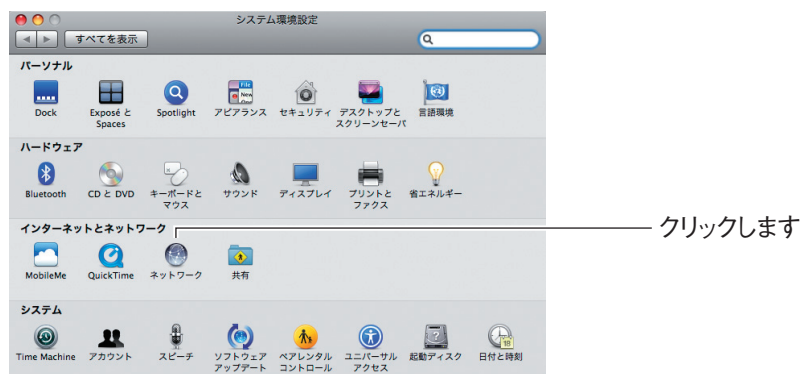 システム環境設定
すべてを表示
パーソナル
Dock
Exposé と
Spaces
Spotlight
アピアランス
セキュリティ
デスクトップと
スクリーンセーバ
言語環境
ハードウェア
Bluetooth
CD と DVD
キーボードと
マウス
サウンド
ディスプレイ
プリントと
ファクス
省エネルギー
インターネットとネットワーク
クリックします
MobileMe
QuickTime
ネットワーク
共有
システム
Time Machine
アカウント
スピーチ
ソフトウェア
アップデート
ペアレンタル
コントロール
ユニバーサル
アクセス
起動ディスク
日付と時刻